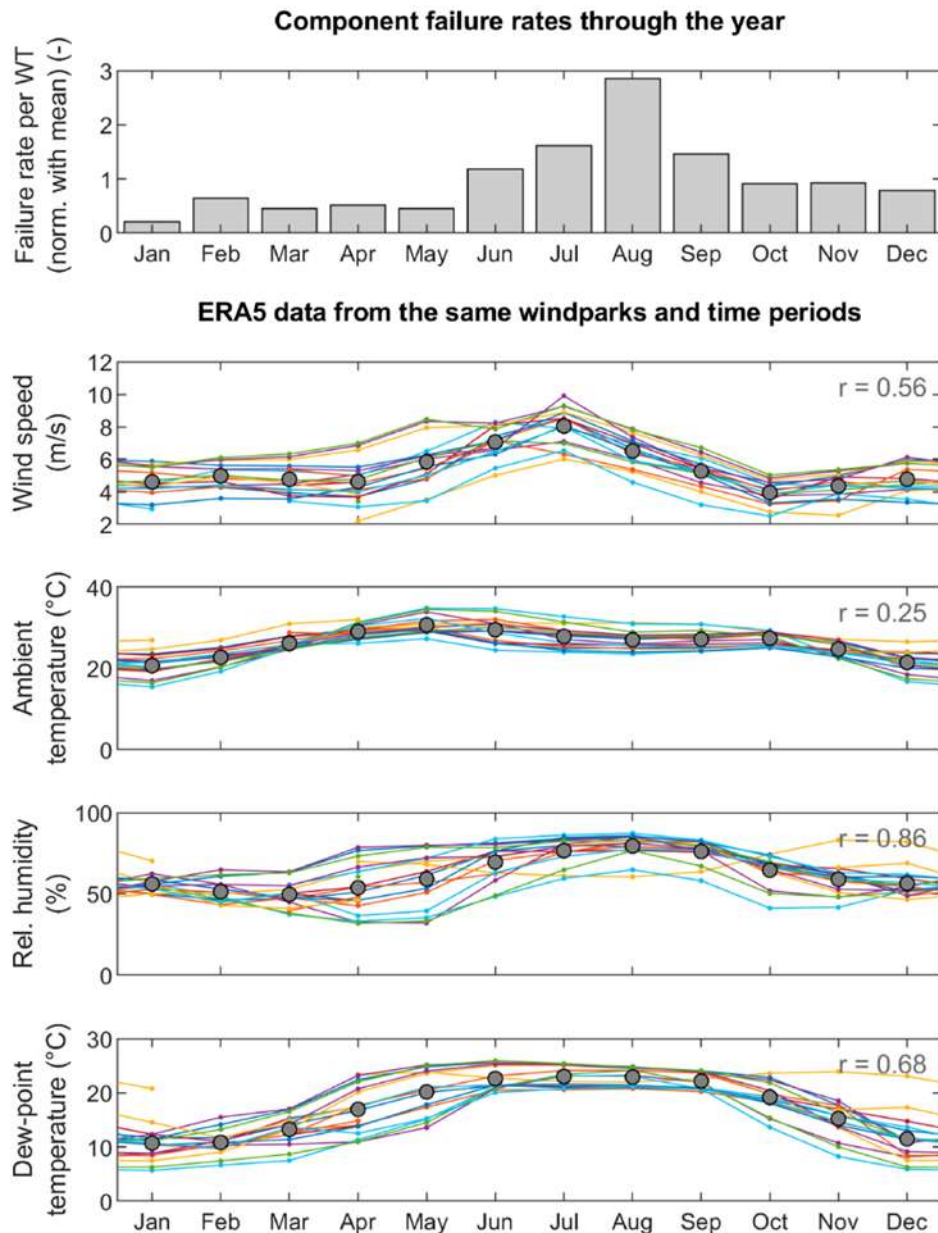 Component failure rates through the year
Failure rate per WT
(norm. with mean) (-)
3
2
1
0
Jan Feb Mar Apr May Jun Jul Aug Sep Oct Nov Dec
ERA5 data from the same windparks and time periods
Wind speed
(m/s)
12
10
8
6
4
2
r = 0.56
Ambient
temperature (°C)
40
20
0
r = 0.25
Rel. humidity
(%)
100
50
0
r = 0.86
Dew-point
temperature (°C)
30
20
10
0
r = 0.68
Jan Feb Mar Apr May Jun Jul Aug Sep Oct Nov Dec